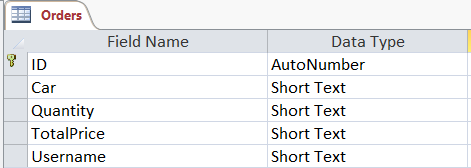 Orders
Field Name Data Type
ID AutoNumber
Car Short Text
Quantity Short Text
TotalPrice Short Text
Username Short Text